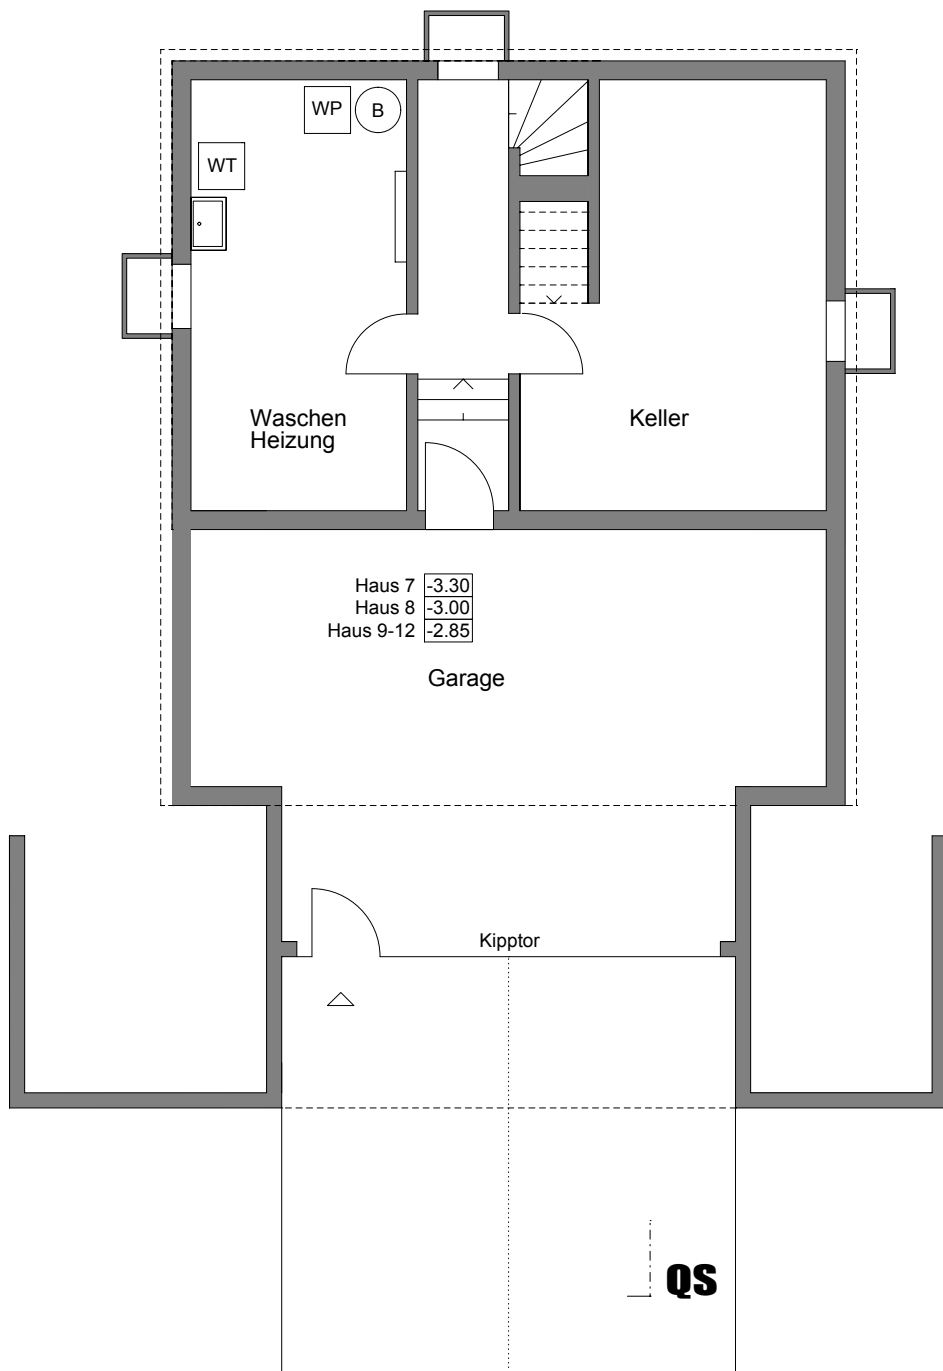 WP
B
WT
Waschen
Heizung
Keller
Haus 7 -3.30
Haus 8 -3.00
Haus 9-12 -2.85
Garage
Kipptor
QS